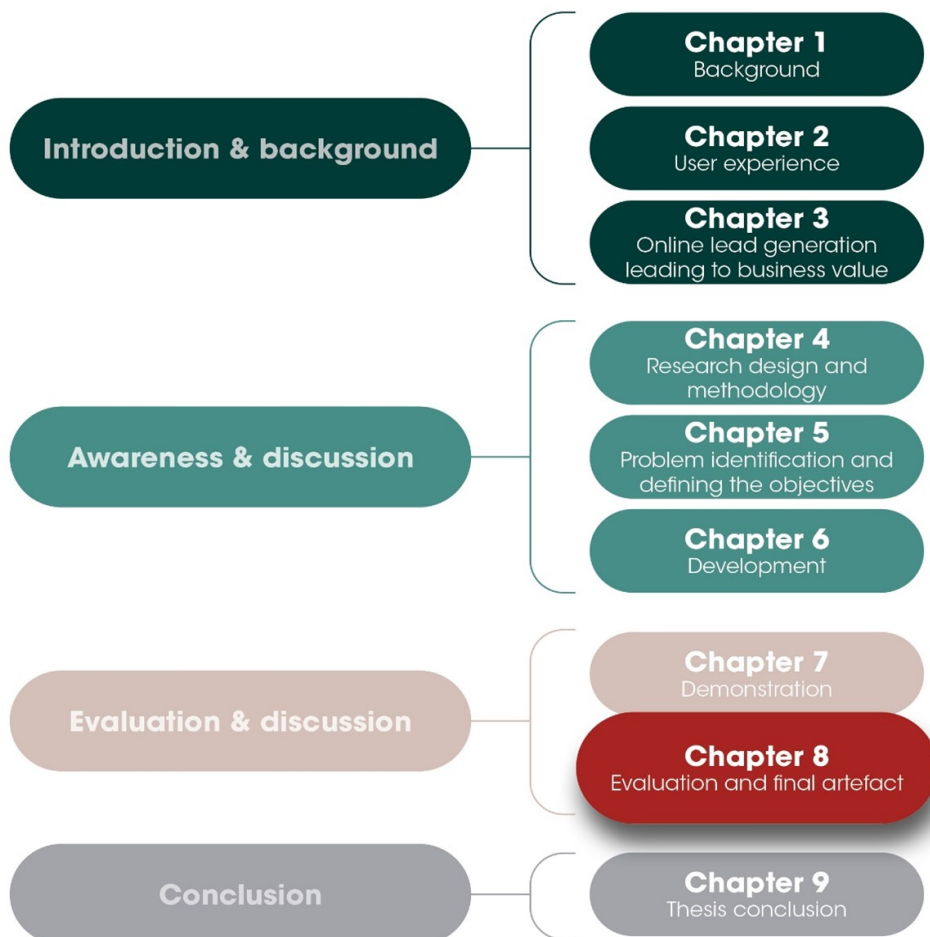 Introduction & background
Chapter 1
Background
Chapter 2
User experience
Chapter 3
Online lead generation
leading to business value
Awareness & discussion
Chapter 4
Research design and
methodology
Chapter 5
Problem identification and
defining the objectives
Chapter 6
Development
Evaluation & discussion
Chapter 7
Demonstration
Chapter 8
Evaluation and final artefact
Conclusion
Chapter 9
Thesis conclusion